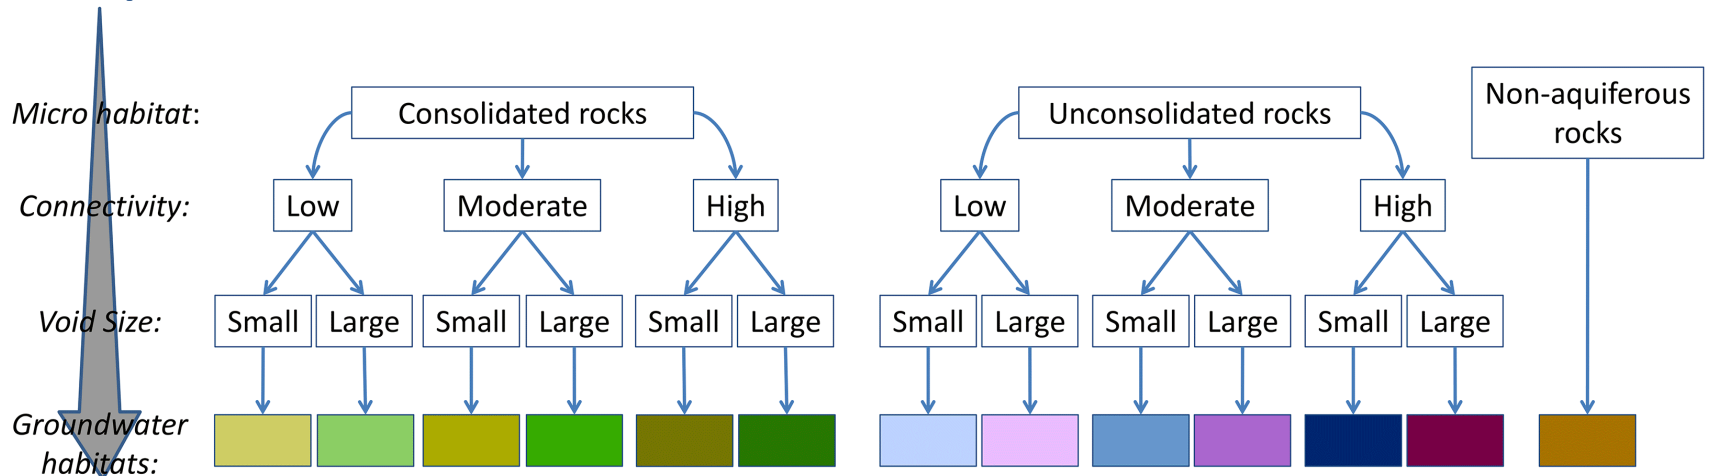 Micro habitat:
Consolidated rocks
Unconsolidated rocks
Non-aquiferous
rocks
Connectivity:
Low
Moderate
High
Low
Moderate
High
Void Size:
Small
Large
Small
Large
Small
Large
Small
Large
Small
Large
Small
Large
Groundwater
habitats: